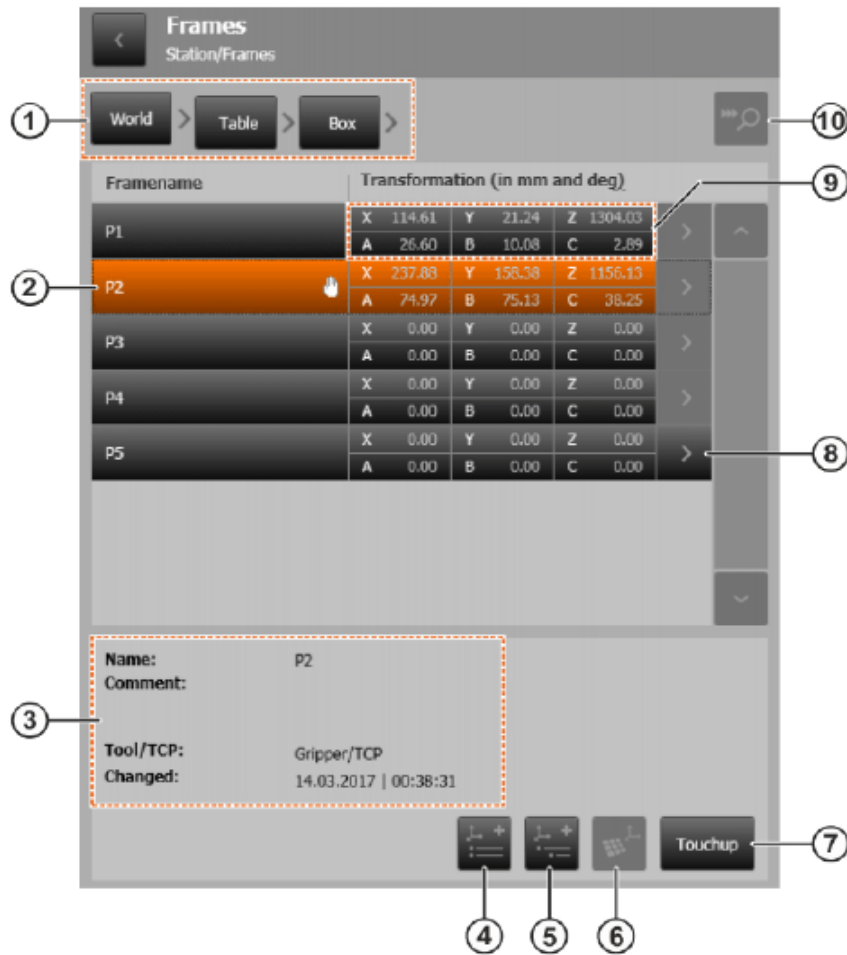 Frames
Station/Frames
1
World > Table > Box >
10
Framename Transformation (in mm and deg)
9
P1
X 114.61 Y 21.24 Z 1304.03
A 26.60 B 10.08 C 2.89
2
P2
X 237.88 Y 158.38 Z 1156.13
A 74.97 B 75.13 C 38.25
P3
X 0.00 Y 0.00 Z 0.00
A 0.00 B 0.00 C 0.00
P4
X 0.00 Y 0.00 Z 0.00
A 0.00 B 0.00 C 0.00
P5
X 0.00 Y 0.00 Z 0.00
A 0.00 B 0.00 C 0.00
8
Name: P2
Comment:
3
Tool/TCP: Gripper/TCP
Changed: 14.03.2017 | 00:38:31
Touchup
7
4 5 6